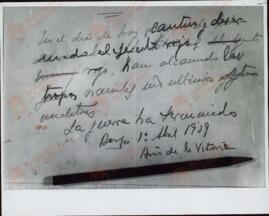 En el día de hoy, cautivo y desar-
mado el Ejército rojo,
rojo, han alcanzado las
tropas nacionales sus últimos objetivos
militares.
La guerra ha terminado
Burgos 1º Abril 1939
Año de la Victoria